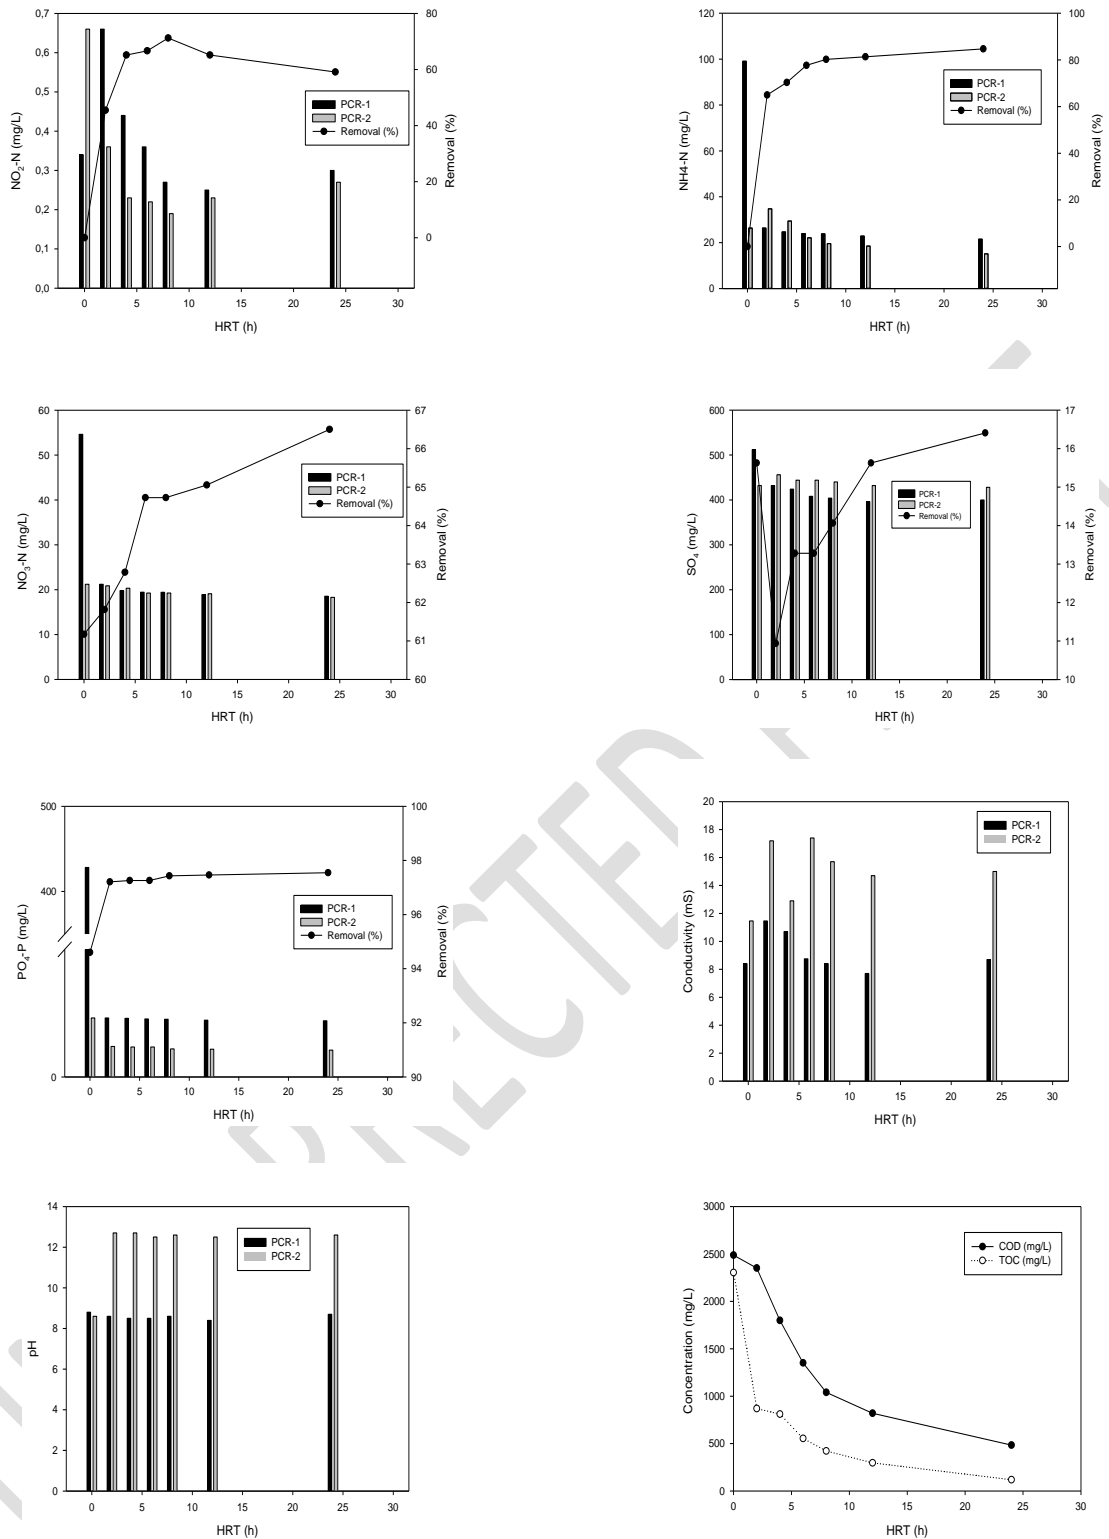 NO2-N (mg/L)
0,7
0,6
0,5
0,4
0,3
0,2
0,1
0,0
80
60
40
20
0
Removal (%)
PCR-1
PCR-2
Removal (%)
0 5 10 15 20 25 30
HRT (h)
NH4-N (mg/L)
120
100
80
60
40
20
0
100
80
60
40
20
0
Removal (%)
PCR-1
PCR-2
Removal (%)
0 5 10 15 20 25 30
HRT (h)
NO3-N (mg/L)
60
50
40
30
20
10
0
67
66
65
64
63
62
61
60
Removal (%)
PCR-1
PCR-2
Removal (%)
0 5 10 15 20 25 30
HRT (h)
SO4 (mg/L)
600
500
400
300
200
100
0
17
16
15
14
13
12
11
10
Removal (%)
PCR-1
PCR-2
Removal (%)
0 5 10 15 20 25 30
HRT (h)
PO4-P (mg/L)
500
400
0
100
98
96
94
92
90
Removal (%)
PCR-1
PCR-2
Removal (%)
0 5 10 15 20 25 30
HRT (h)
Conductivity (mS)
20
18
16
14
12
10
8
6
4
2
0
PCR-1
PCR-2
0 5 10 15 20 25 30
HRT (h)
pH
14
12
10
8
6
4
2
0
PCR-1
PCR-2
0 5 10 15 20 25 30
HRT (h)
Concentration (mg/L)
3000
2500
2000
1500
1000
500
0
COD (mg/L)
TOC (mg/L)
0 5 10 15 20 25 30
HRT (h)